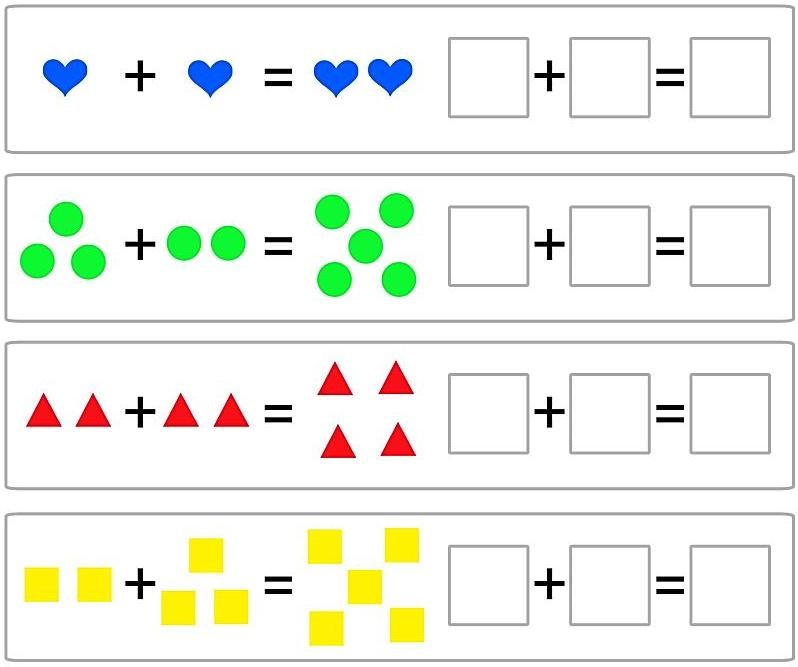 + = + =
+ = + =
+ = + =
+ = + =